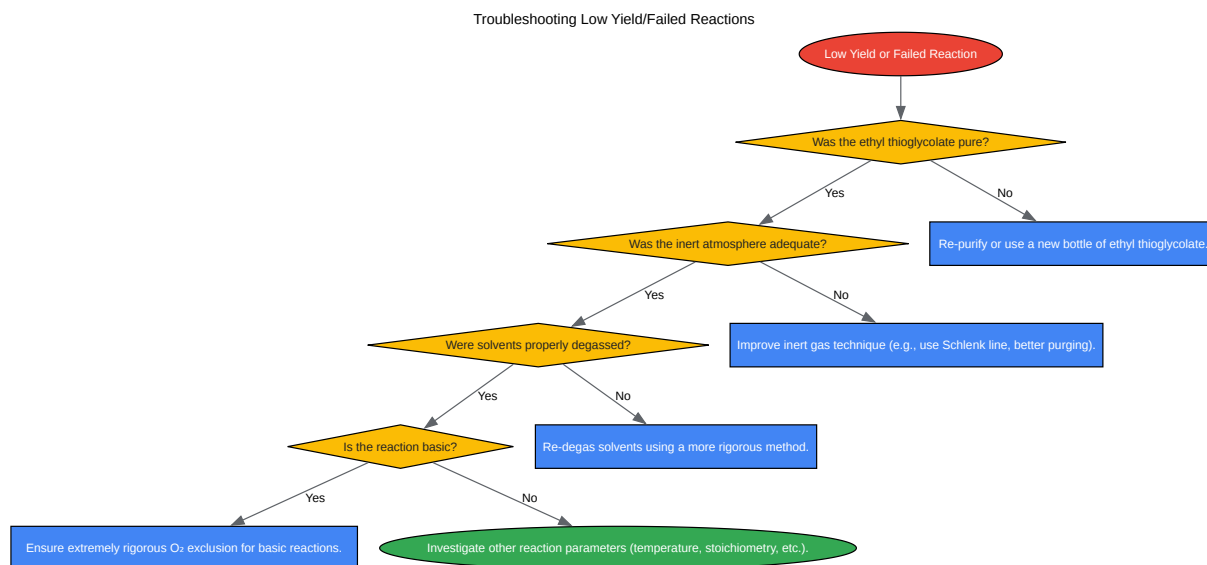 Troubleshooting Low Yield/Failed Reactions
Low Yield or Failed Reaction
Was the ethyl thioglycolate pure?
Yes
No
Was the inert atmosphere adequate?
Re-purify or use a new bottle of ethyl thioglycolate.
Yes
No
Were solvents properly degassed?
Improve inert gas technique (e.g., use Schlenk line, better purging).
Yes
No
Is the reaction basic?
Re-degas solvents using a more rigorous method.
Yes
No
Ensure extremely rigorous O₂ exclusion for basic reactions.
Investigate other reaction parameters (temperature, stoichiometry, etc.).